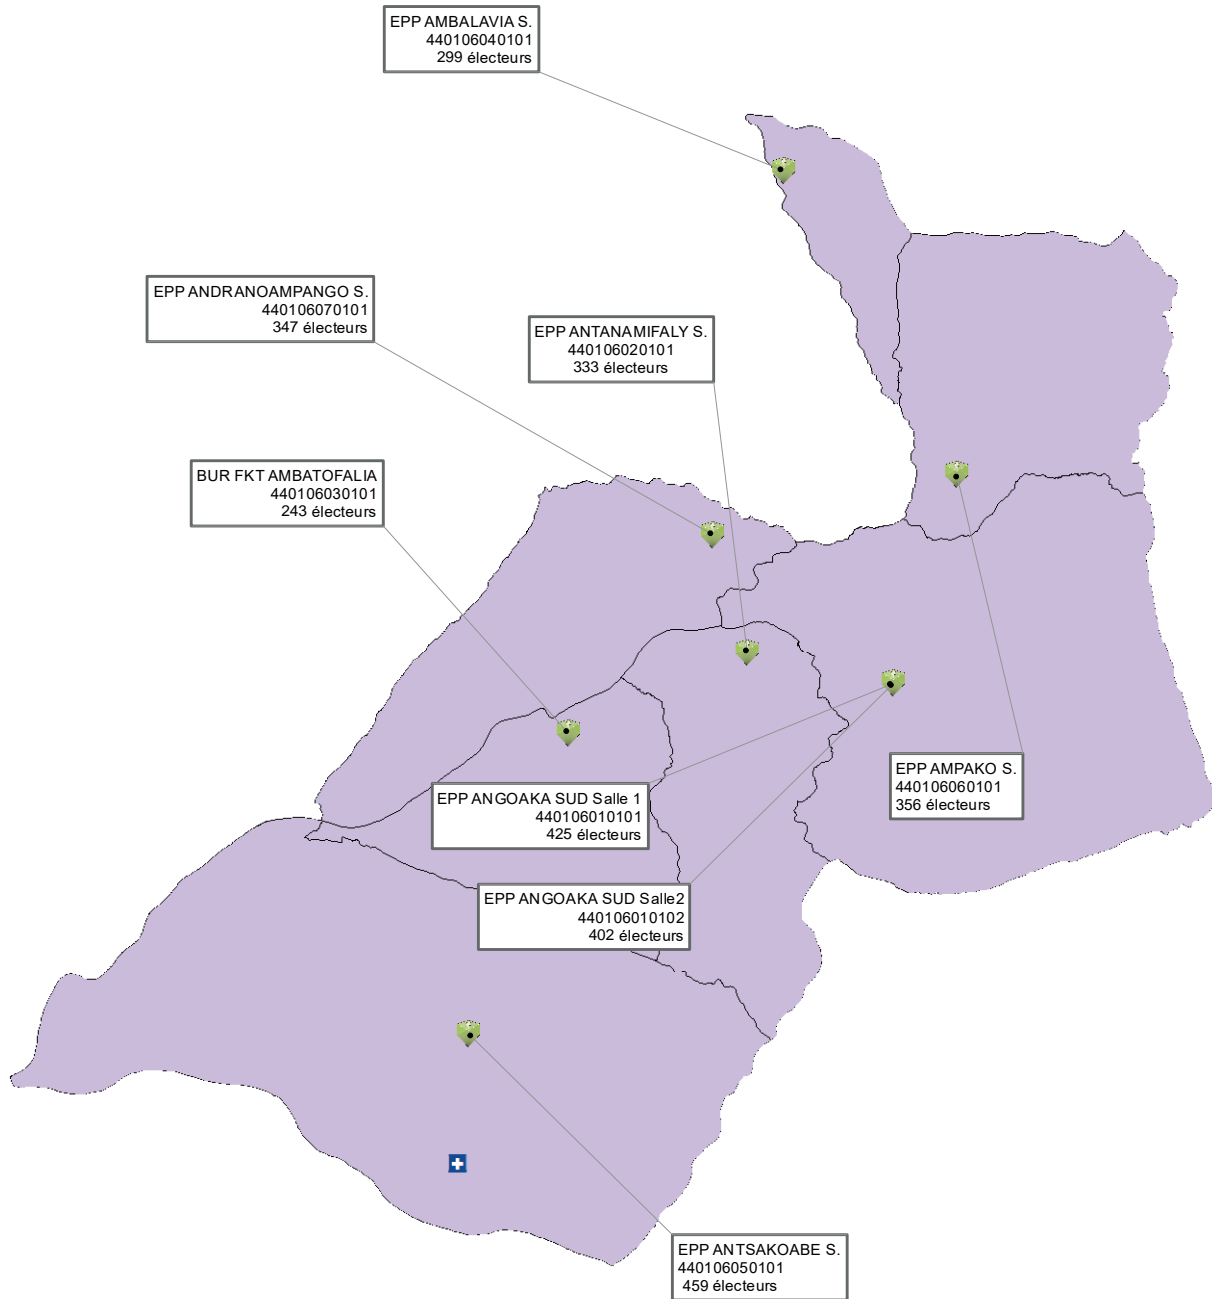 EPP AMBALAVIA S.
440106040101
299 électeurs
EPP ANDRANOAMPANGO S.
440106070101
347 électeurs
EPP ANTANAMIFALY S.
440106020101
333 électeurs
BUR FKT AMBATOFALIA
440106030101
243 électeurs
EPP AMPAKO S.
440106060101
356 électeurs
EPP ANGOAKA SUD Salle 1
440106010101
425 électeurs
EPP ANGOAKA SUD Salle2
440106010102
402 électeurs
EPP ANTSAKOABE S.
440106050101
459 électeurs